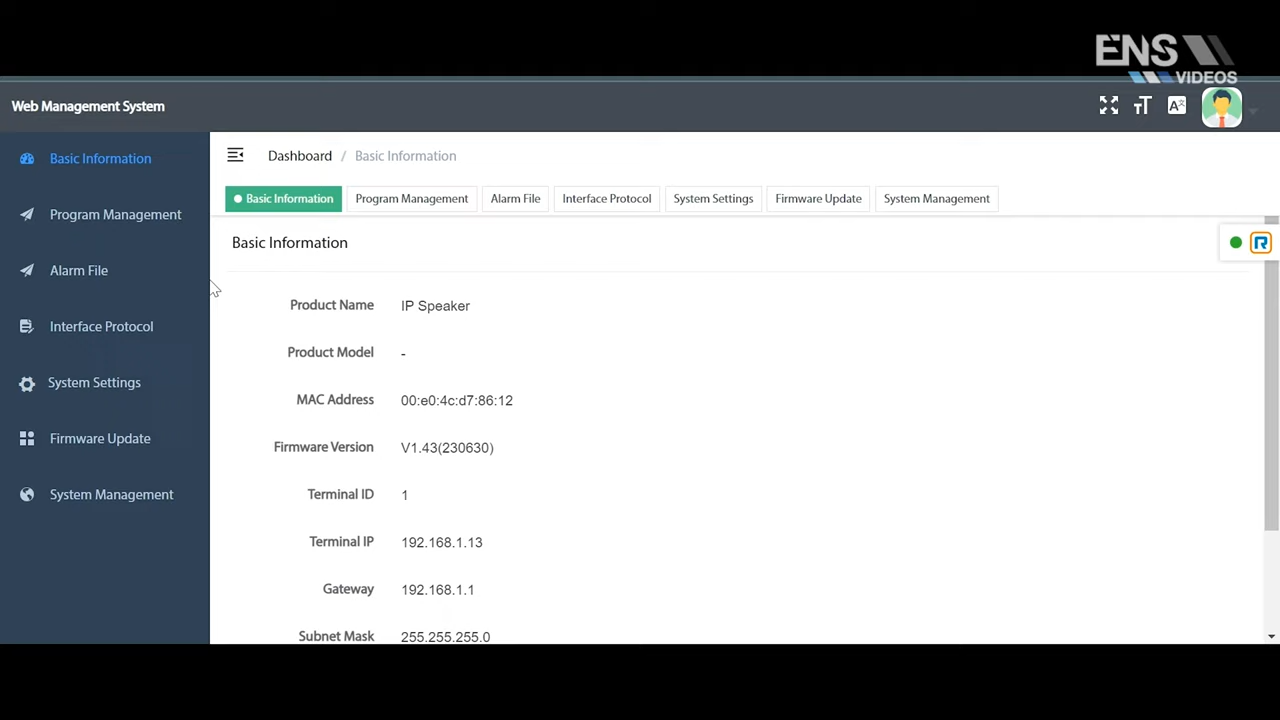 ENS
VIDEOS
Web Management System
Basic Information
Program Management
Alarm File
Interface Protocol
System Settings
Firmware Update
System Management
Dashboard / Basic Information
Basic Information Program Management Alarm File Interface Protocol System Settings Firmware Update System Management
Basic Information
Product Name IP Speaker
Product Model -
MAC Address 00:e0:4c:d7:86:12
Firmware Version V1.43(230630)
Terminal ID 1
Terminal IP 192.168.1.13
Gateway 192.168.1.1
Subnet Mask 255.255.255.0